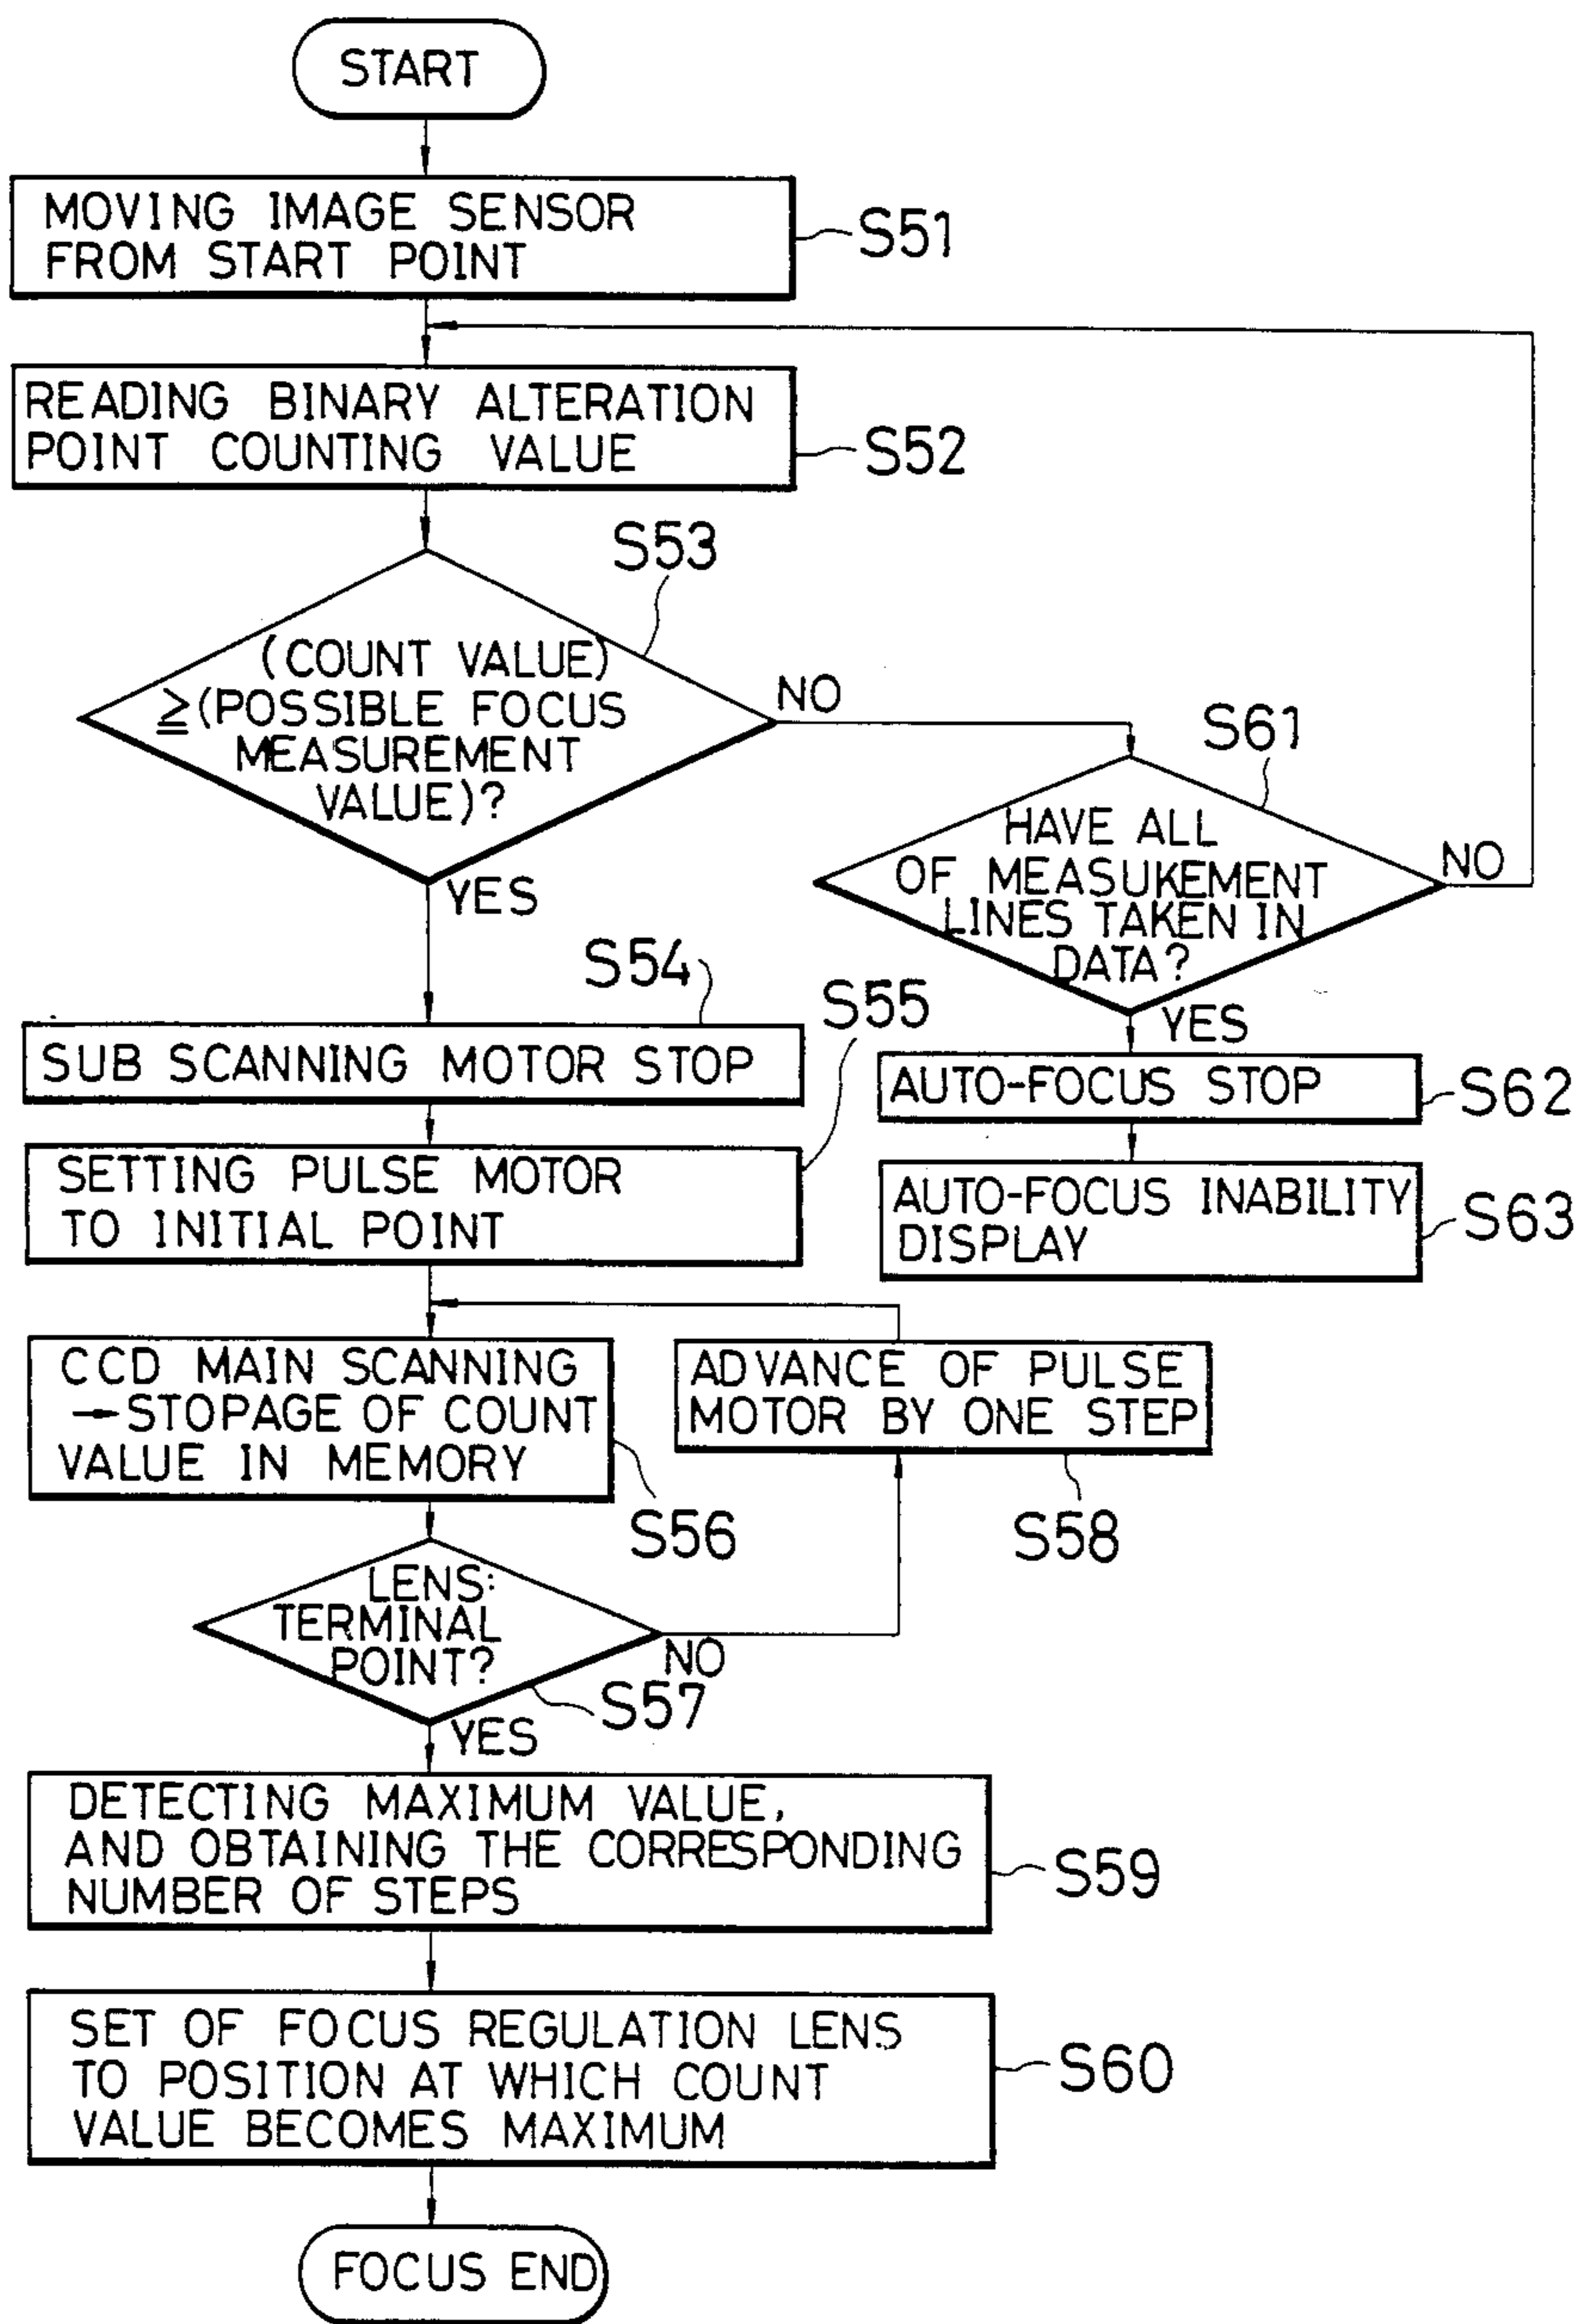 START
MOVING IMAGE SENSOR
FROM START POINT
S51
READING BINARY ALTERATION
POINT COUNTING VALUE
S52
S53
(COUNT VALUE)
≧(POSSIBLE FOCUS
MEASUREMENT
VALUE)?
NO
YES
S61
HAVE ALL
OF MEASUKEMENT
LINES TAKEN IN
DATA?
NO
YES
S54
SUB SCANNING MOTOR STOP
S55
SETTING PULSE MOTOR
TO INITIAL POINT
AUTO-FOCUS STOP
S62
AUTO-FOCUS INABILITY
DISPLAY
S63
CCD MAIN SCANNING
→STOPAGE OF COUNT
VALUE IN MEMORY
S56
ADVANCE OF PULSE
MOTOR BY ONE STEP
S58
LENS:
TERMINAL
POINT?
NO
S57
YES
DETECTING MAXIMUM VALUE,
AND OBTAINING THE CORRESPONDING
NUMBER OF STEPS
S59
SET OF FOCUS REGULATION LENS
TO POSITION AT WHICH COUNT
VALUE BECOMES MAXIMUM
S60
FOCUS END